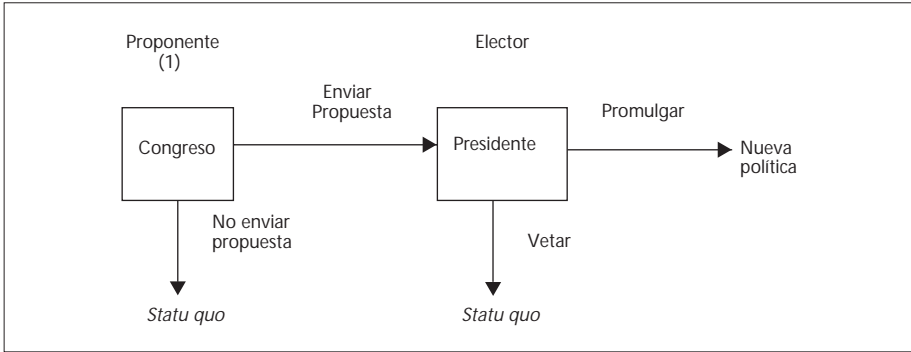 Proponente
(1)
Elector
Enviar
Propuesta
Promulgar
Congreso
Presidente
Nueva
política
No enviar
propuesta
Vetar
Statu quo
Statu quo